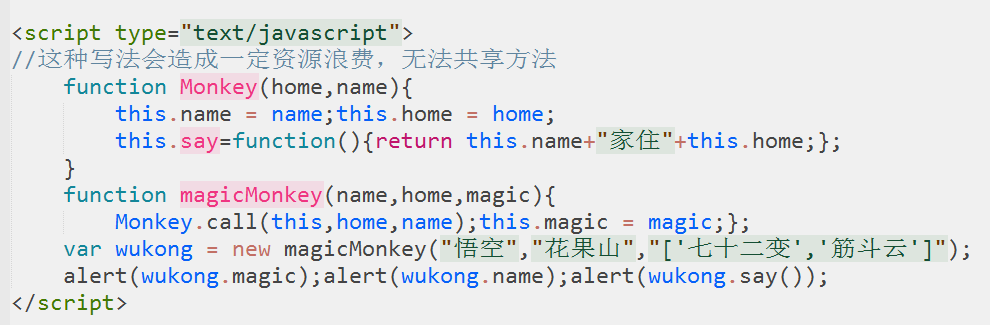 <script type="text/javascript">
//这种写法会造成一定资源浪费，无法共享方法
    function Monkey(home,name){
        this.name = name;this.home = home;
        this.say=function(){return this.name+"家住"+this.home;};
    }
    function magicMonkey(name,home,magic){
        Monkey.call(this,home,name);this.magic = magic;};
    var wukong = new magicMonkey("悟空","花果山","['七十二变','筋斗云']");
    alert(wukong.magic);alert(wukong.name);alert(wukong.say());
</script>